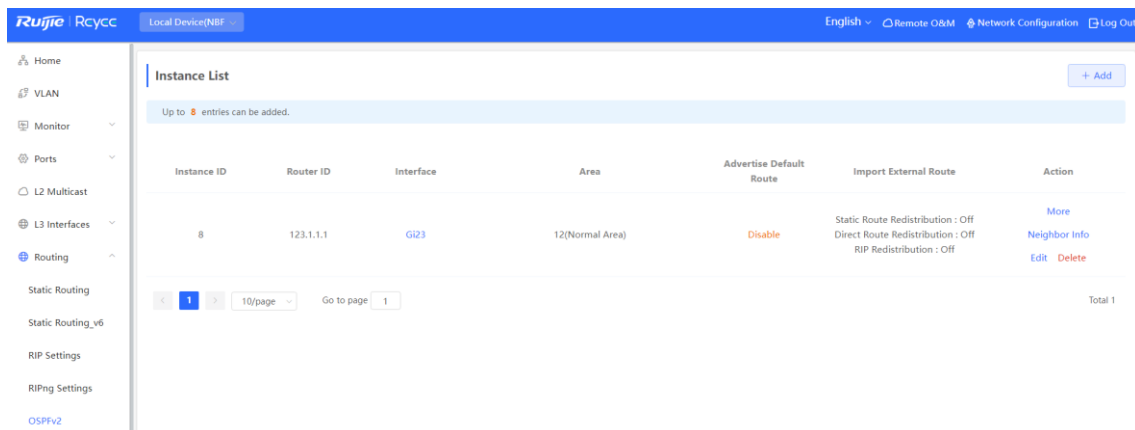 Ruijie | Rcycc Local Device(NBF English Remote O&M Network Configuration Log Out
Home
VLAN
Monitor
Ports
L2 Multicast
L3 Interfaces
Routing
Static Routing
Static Routing_v6
RIP Settings
RIPng Settings
OSPFv2
Instance List + Add
Up to 8 entries can be added.
Instance ID Router ID Interface Area Advertise Default Route Import External Route Action
8 123.1.1.1 Gi23 12(Normal Area) Disable
Static Route Redistribution : Off
Direct Route Redistribution : Off
RIP Redistribution : Off
More
Neighbor Info
Edit Delete
< 1 > 10/page Go to page 1 Total 1